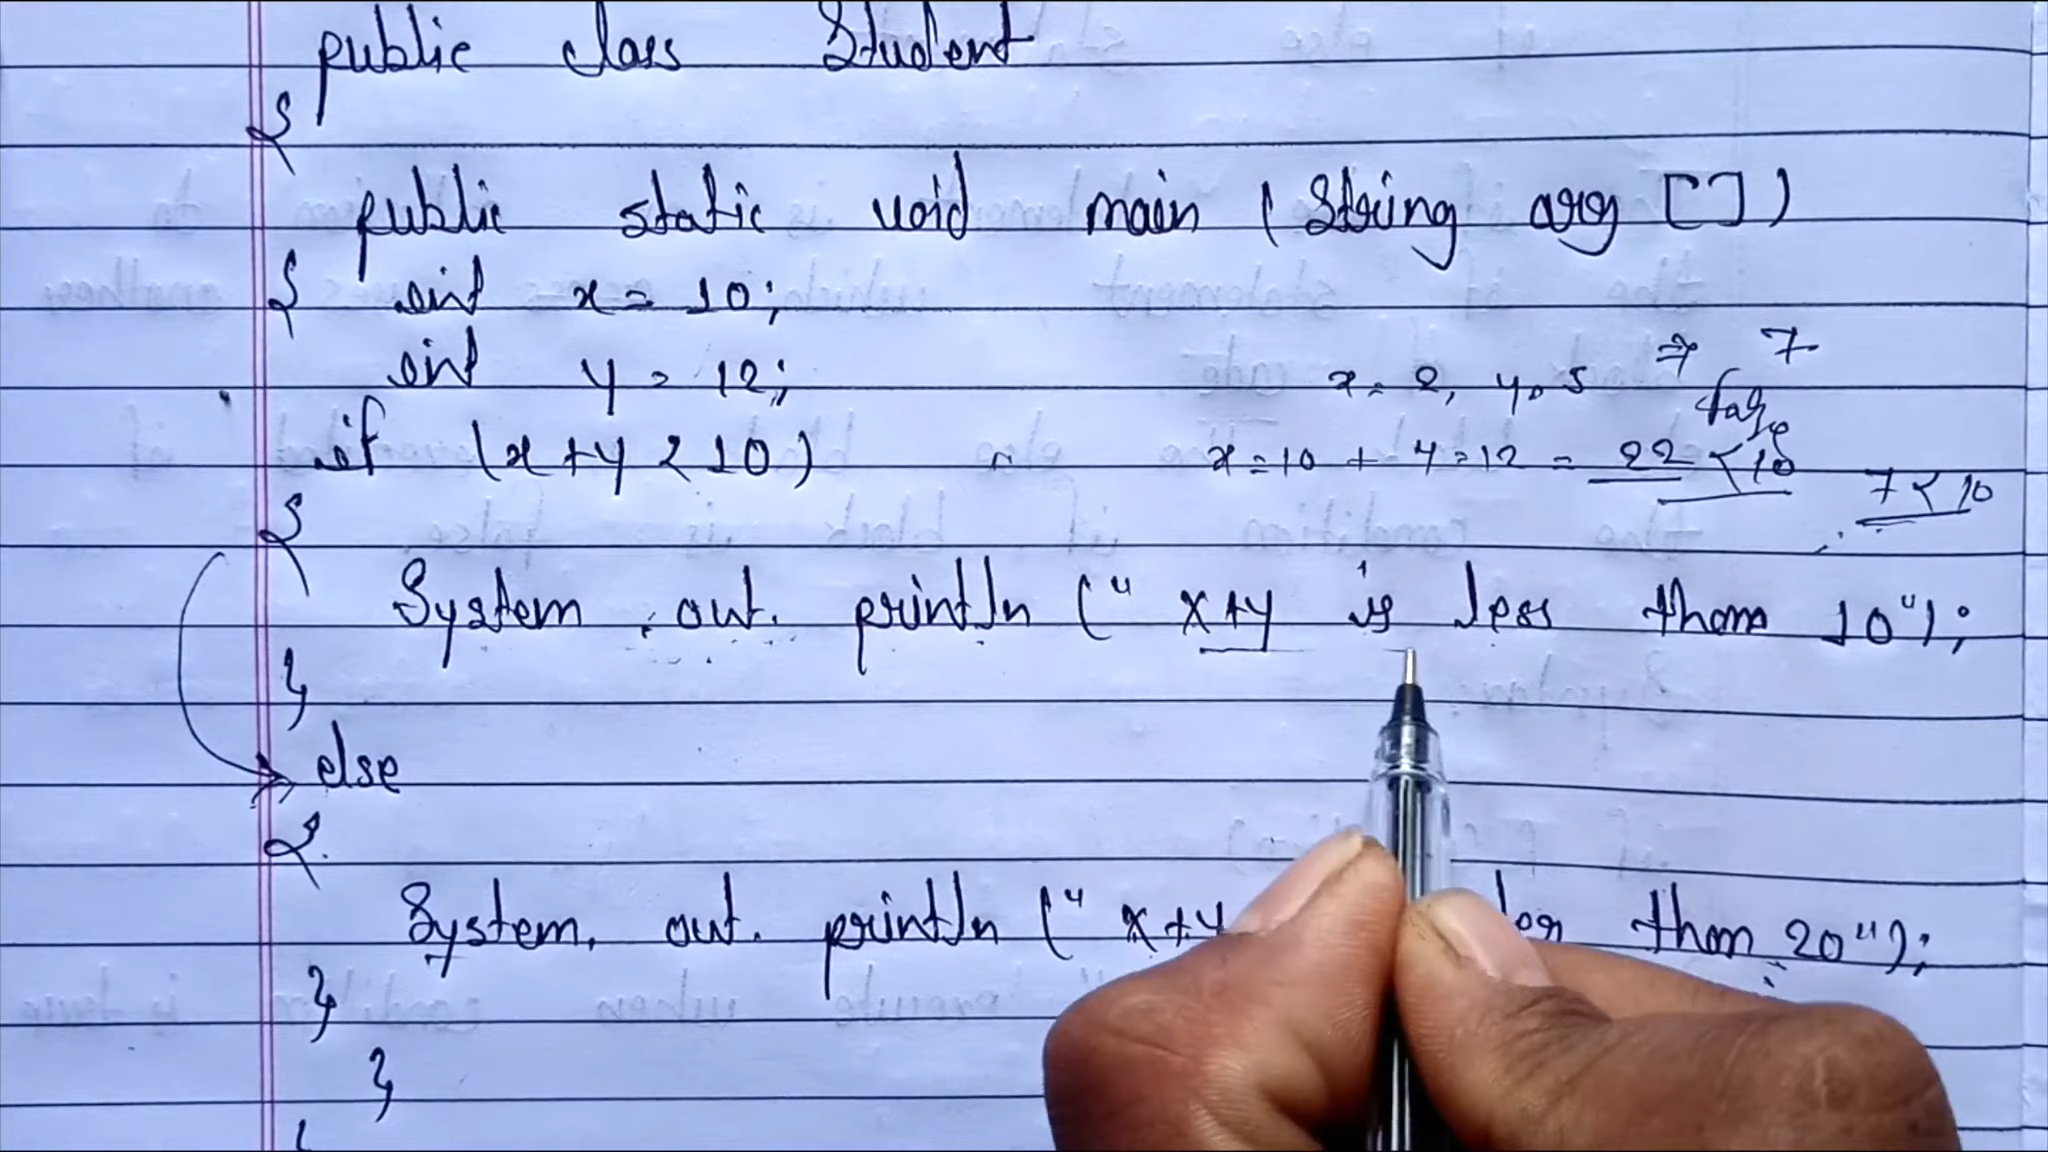 public class Student
{
public static void main (String arg [])
{ int x = 10;
int y = 12;
x = 2, y = 5 ⇒ 7
if (x+y < 10)
x=10 + y=12 = 22 < 10
false
7 < 10
{
System . out . println (" x+y is less than 10");
}
else
{
System . out . println (" x+y than 20");
}
}